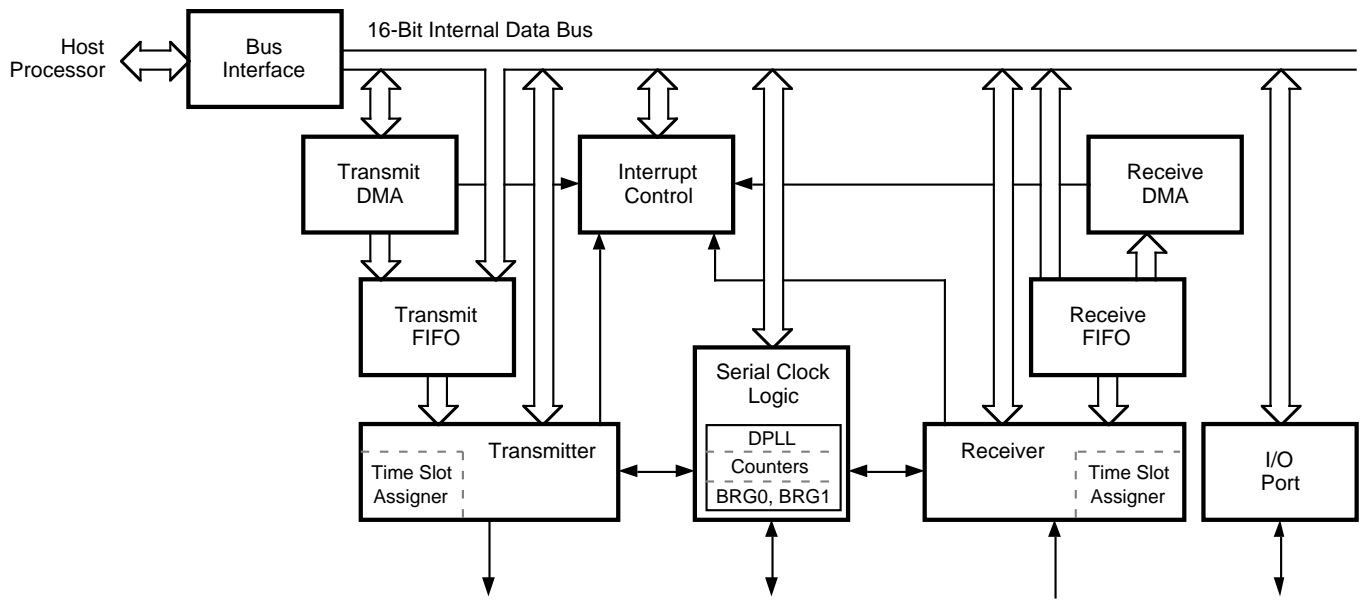 16-Bit Internal Data Bus
Host
Processor
Bus
Interface
Transmit
DMA
Interrupt
Control
Receive
DMA
Transmit
FIFO
Receive
FIFO
Serial Clock
Logic
DPLL
Counters
BRG0, BRG1
Transmitter
Time Slot
Assigner
Receiver
Time Slot
Assigner
I/O
Port